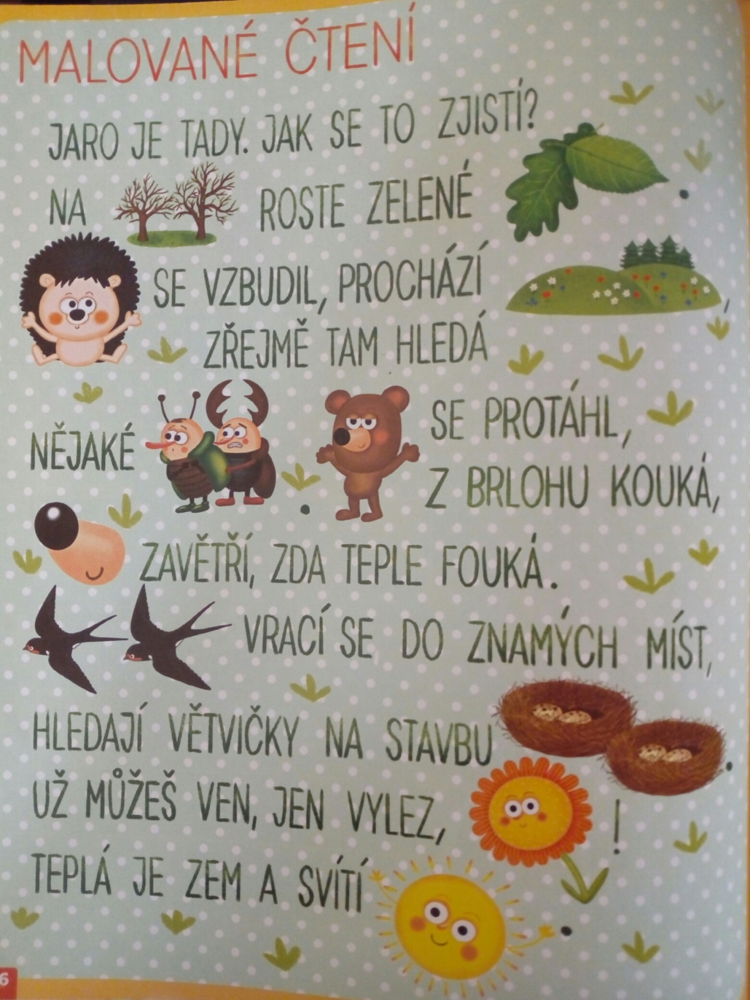 MALOVANÉ ČTENÍ
JARO JE TADY. JAK SE TO ZJISTÍ?
NA ROSTE ZELENÉ .
SE VZBUDIL, PROCHÁZÍ ,
ZŘEJMĚ TAM HLEDÁ
NĚJAKÉ . SE PROTÁHL,
Z BRLOHU KOUKÁ,
ZAVĚTŘÍ, ZDA TEPLE FOUKÁ.
VRACÍ SE DO ZNAMÝCH MÍST,
HLEDAJÍ VĚTVIČKY NA STAVBU .
UŽ MŮŽEŠ VEN, JEN VYLEZ, !
TEPLÁ JE ZEM A SVÍTÍ .
6